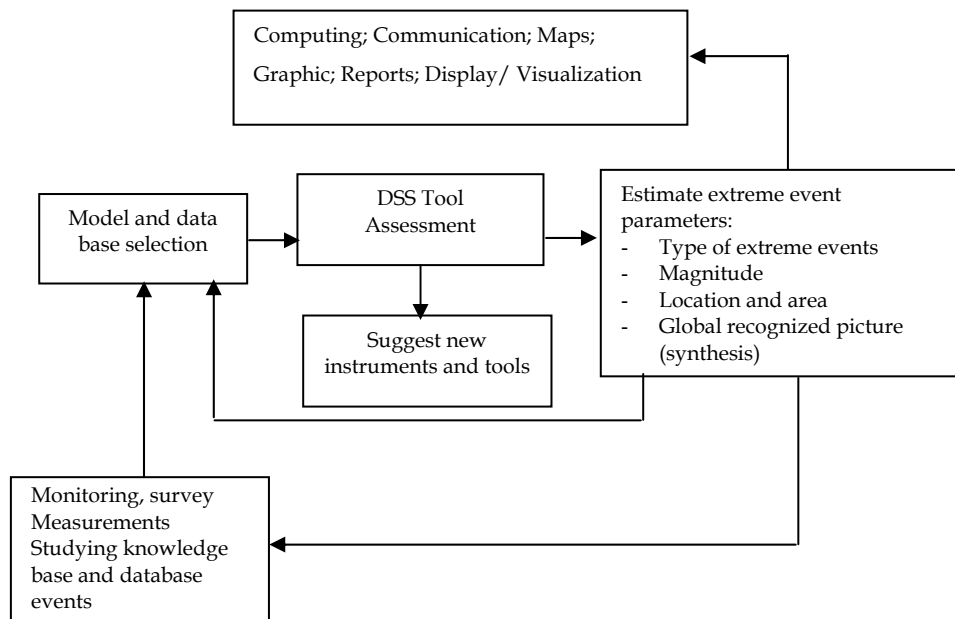 Computing; Communication; Maps;
Graphic; Reports; Display/ Visualization
Model and data
base selection
DSS Tool
Assessment
Estimate extreme event
parameters:
- Type of extreme events
- Magnitude
- Location and area
- Global recognized picture
(synthesis)
Suggest new
instruments and tools
Monitoring, survey
Measurements
Studying knowledge
base and database
events